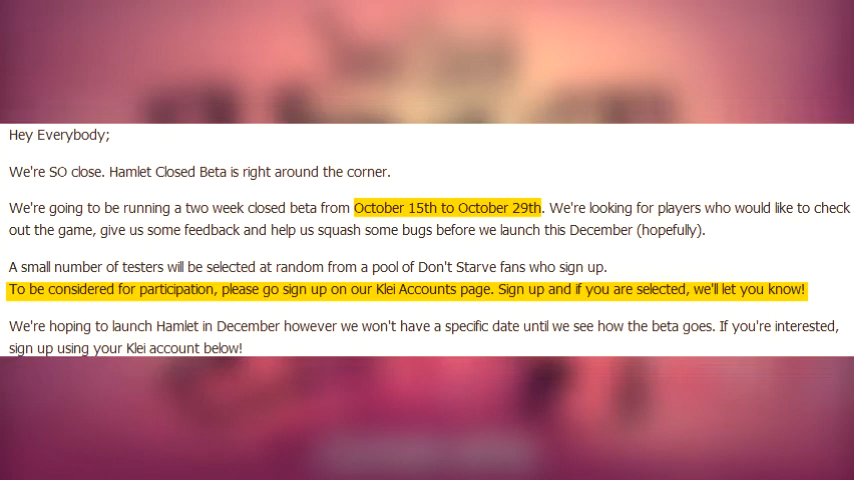 Hey Everybody;
We're SO close. Hamlet Closed Beta is right around the corner.
We're going to be running a two week closed beta from October 15th to October 29th. We're looking for players who would like to check
out the game, give us some feedback and help us squash some bugs before we launch this December (hopefully).
A small number of testers will be selected at random from a pool of Don't Starve fans who sign up.
To be considered for participation, please go sign up on our Klei Accounts page. Sign up and if you are selected, we'll let you know!
We're hoping to launch Hamlet in December however we won't have a specific date until we see how the beta goes. If you're interested,
sign up using your Klei account below!